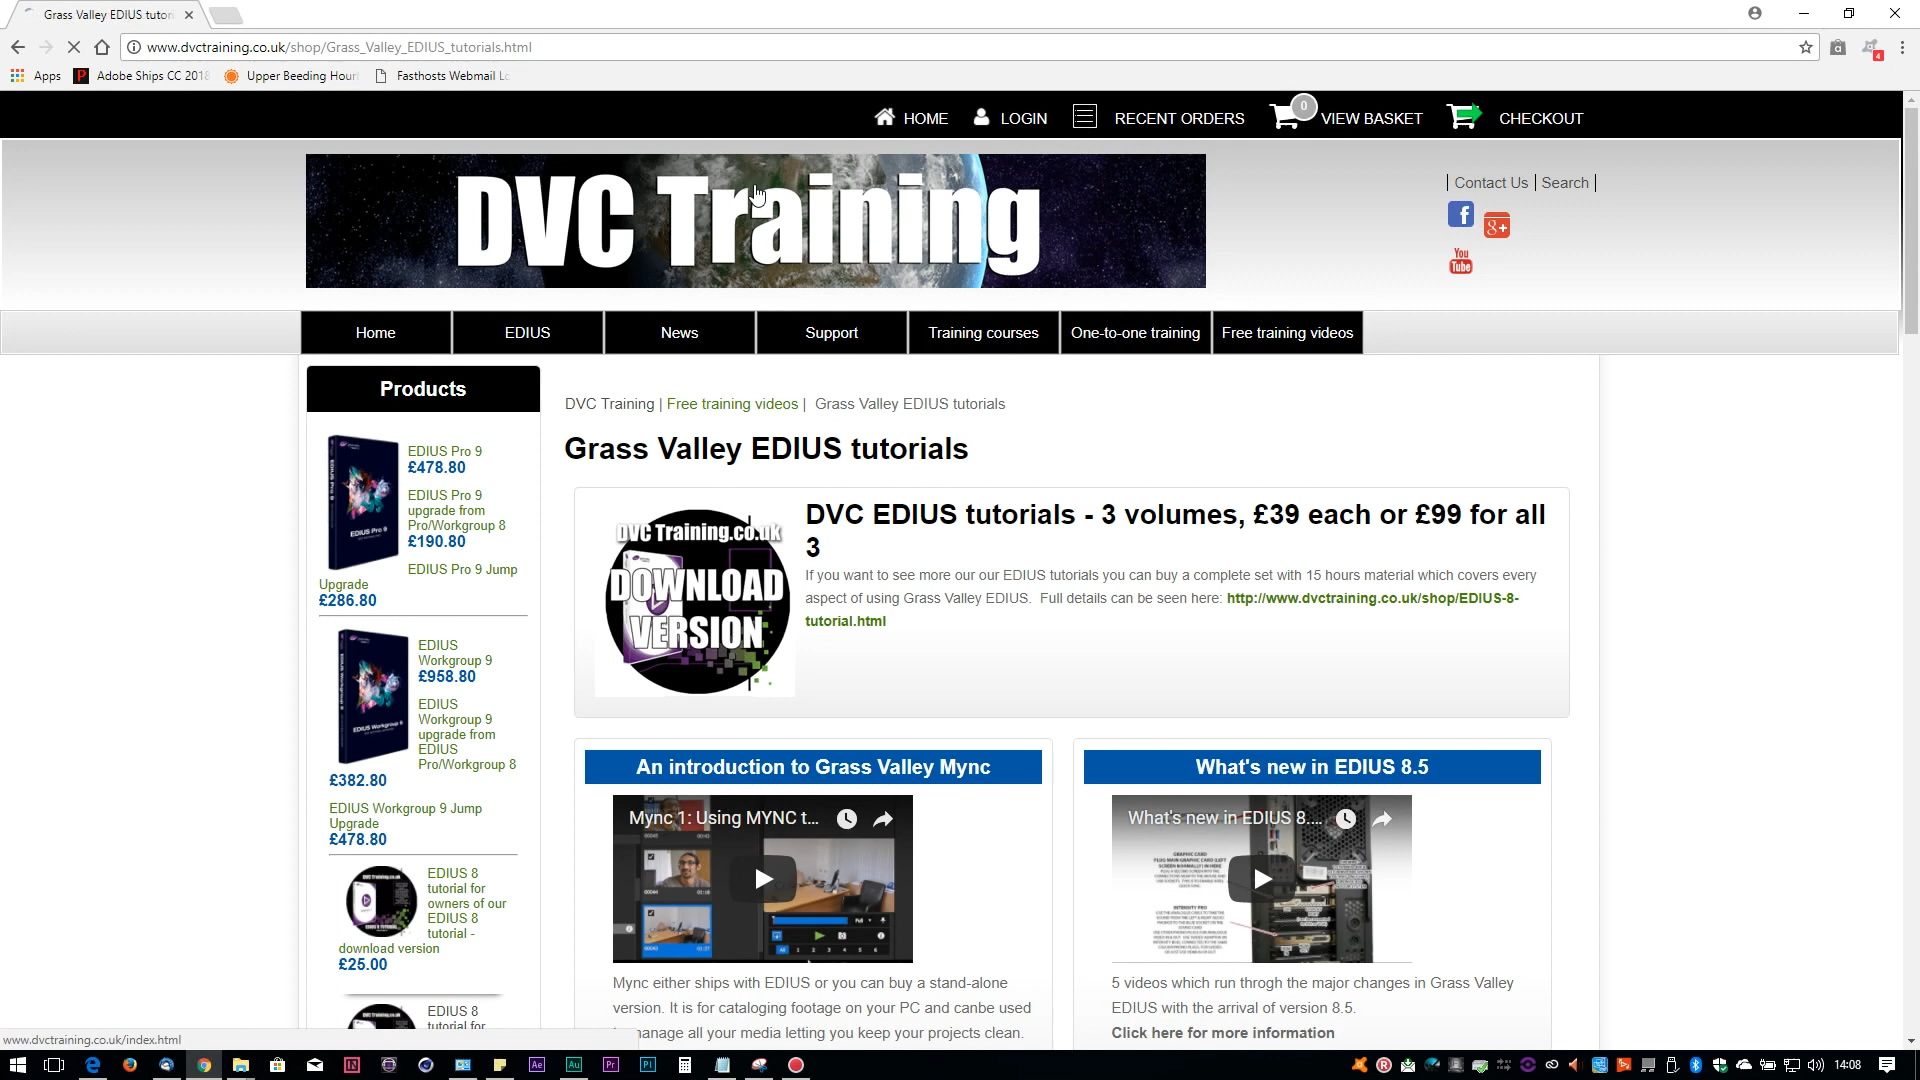 Grass Valley EDIUS tutor
www.dvctraining.co.uk/shop/Grass_Valley_EDIUS_tutorials.html
4
Apps Adobe Ships CC 2018 Upper Beeding Hour Fasthosts Webmail Lo
HOME LOGIN RECENT ORDERS 0 VIEW BASKET CHECKOUT
DVC Training
Contact Us Search
f
g+
You
Tube
Home EDIUS News Support Training courses One-to-one training Free training videos
Products
DVC Training | Free training videos | Grass Valley EDIUS tutorials
Grass Valley EDIUS tutorials
EDIUS Pro 9
£478.80
EDIUS Pro 9
upgrade from
Pro/Workgroup 8
£190.80
EDIUS Pro 9 Jump
Upgrade
£286.80
EDIUS
Workgroup 9
£958.80
EDIUS
Workgroup 9
upgrade from
EDIUS
Pro/Workgroup 8
£382.80
EDIUS Workgroup 9 Jump
Upgrade
£478.80
EDIUS 8
tutorial for
owners of our
EDIUS 8
tutorial -
download version
£25.00
EDIUS 8
tutorial for
DVC Training.co.uk
DOWNLOAD
VERSION
DVC EDIUS tutorials - 3 volumes, £39 each or £99 for all
3
If you want to see more our our EDIUS tutorials you can buy a complete set with 15 hours material which covers every
aspect of using Grass Valley EDIUS. Full details can be seen here: http://www.dvctraining.co.uk/shop/EDIUS-8-
tutorial.html
An introduction to Grass Valley Mync
Mync 1: Using MYNC t...
Mync either ships with EDIUS or you can buy a stand-alone
version. It is for cataloging footage on your PC and canbe used
manage all your media letting you keep your projects clean.
What's new in EDIUS 8.5
What's new in EDIUS 8....
5 videos which run throgh the major changes in Grass Valley
EDIUS with the arrival of version 8.5.
Click here for more information
www.dvctraining.co.uk/index.html
14:08